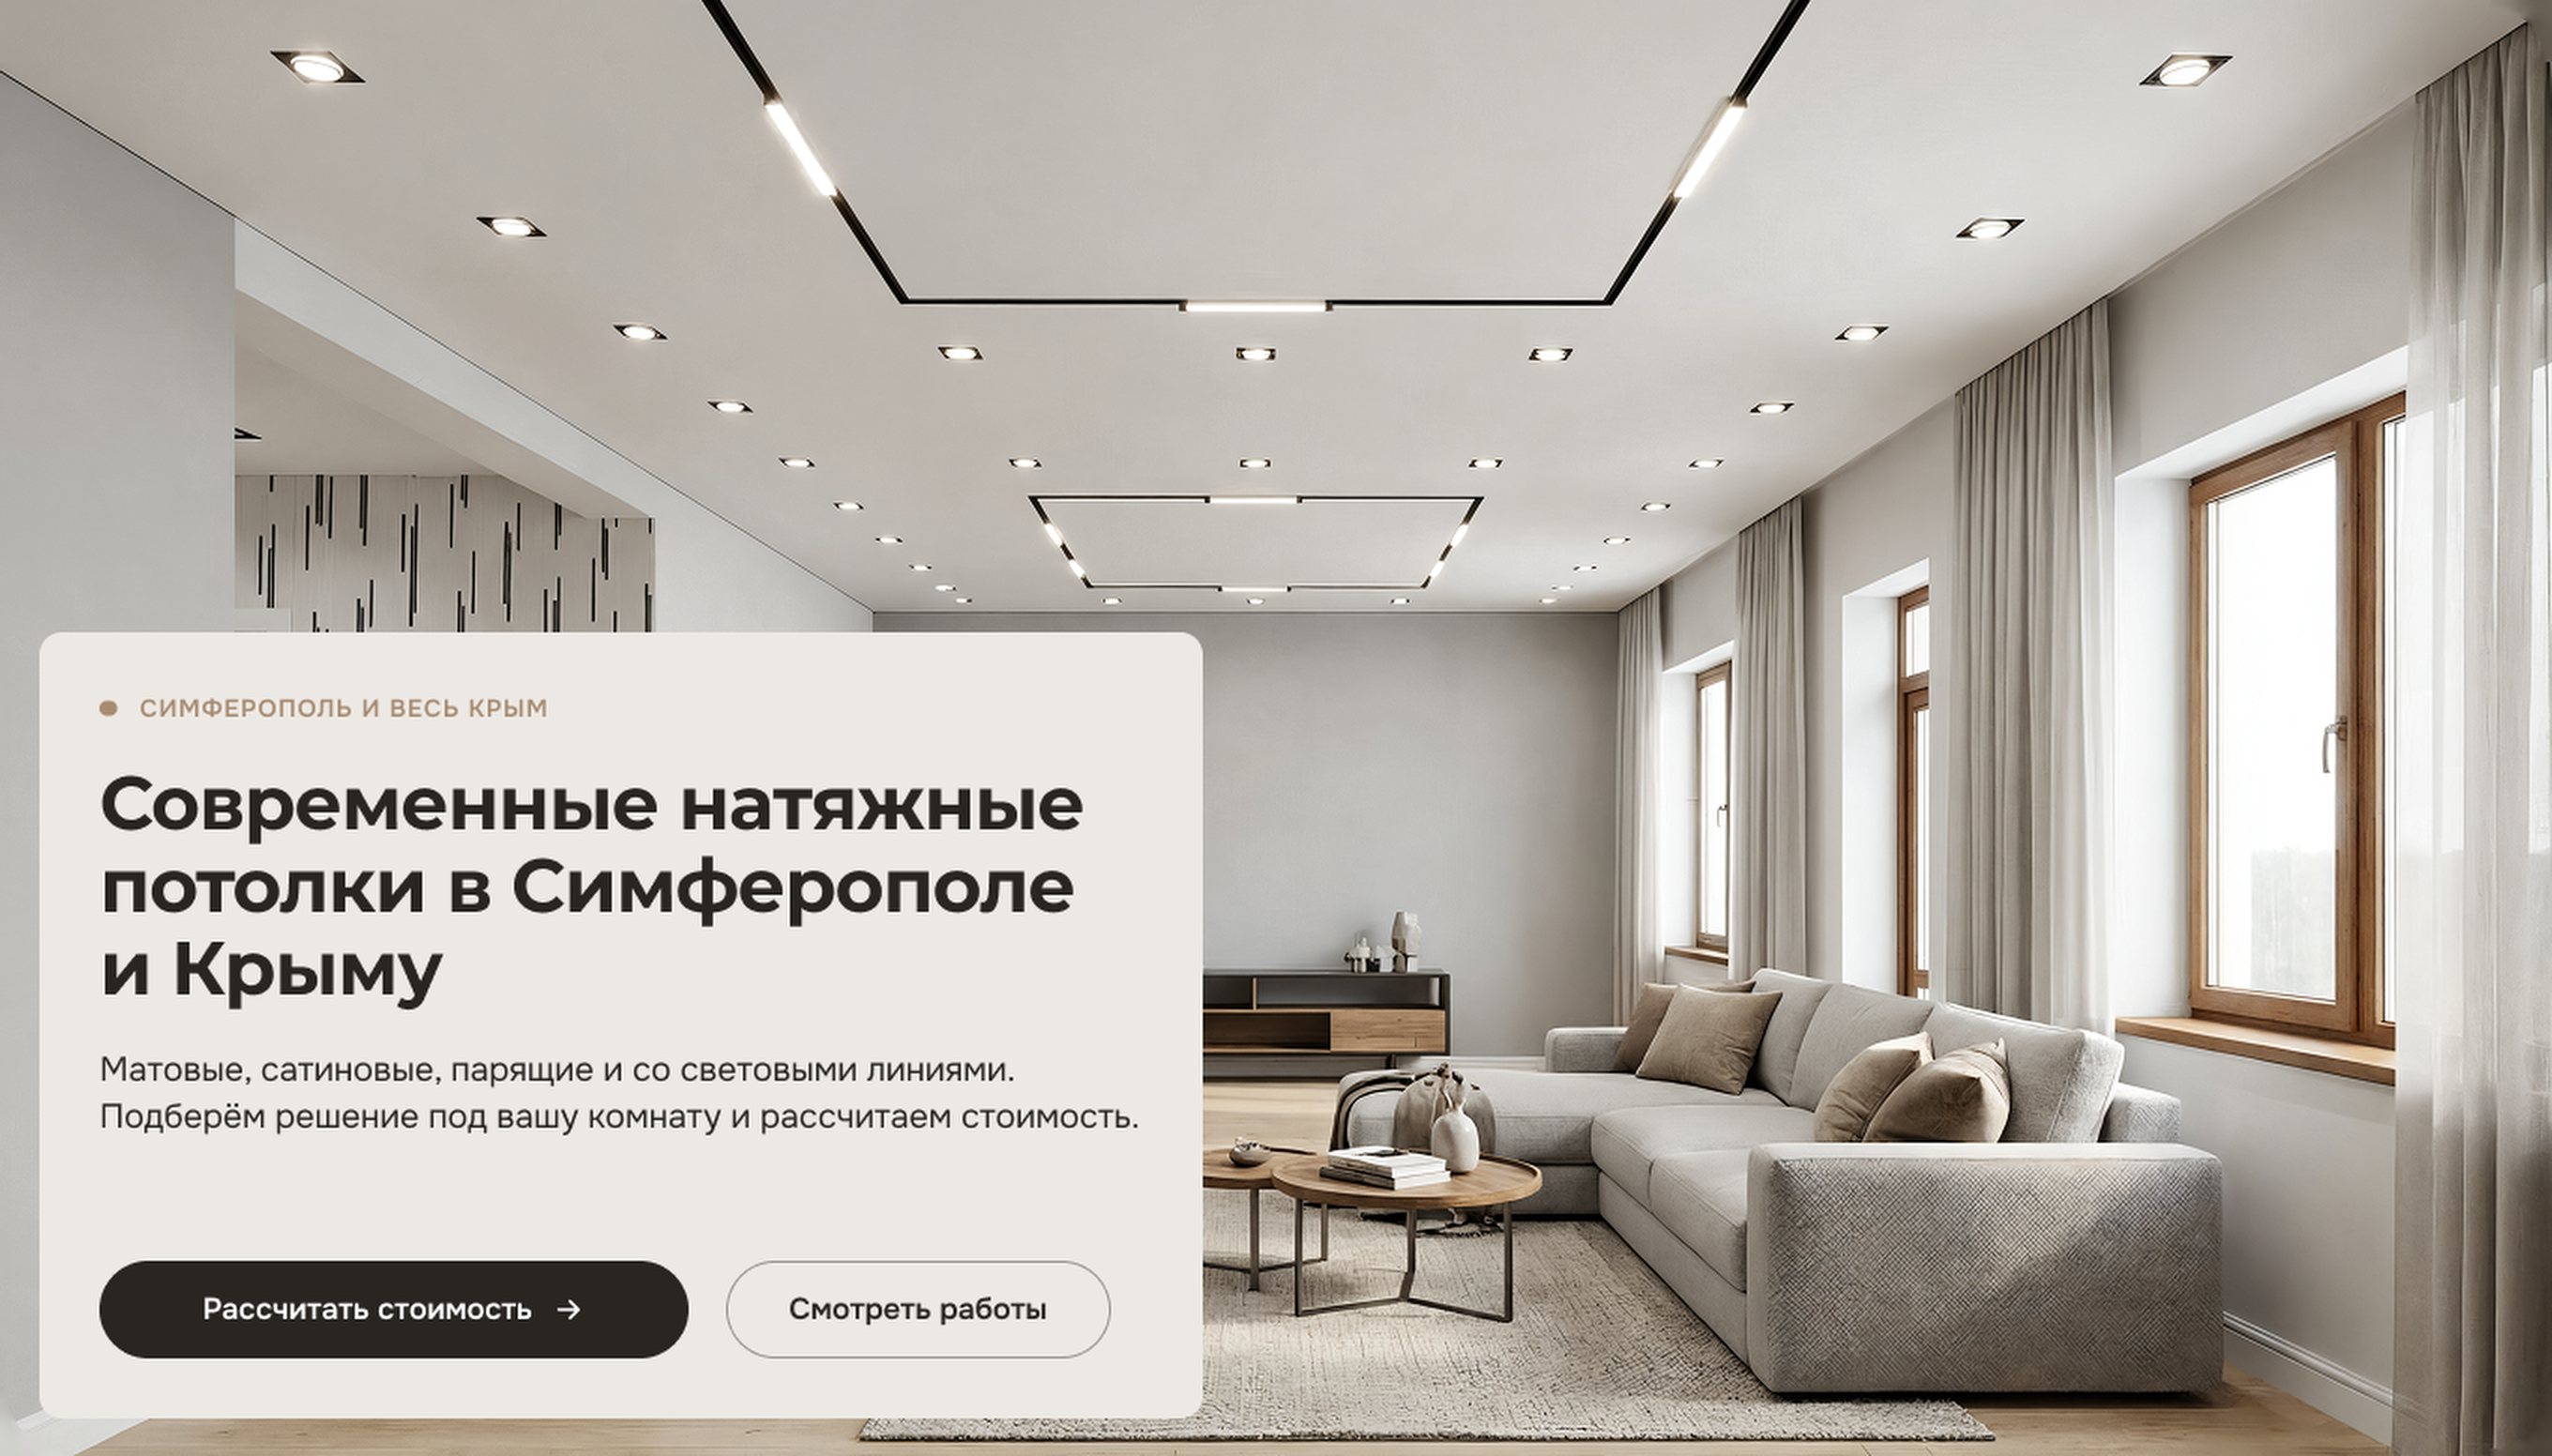 СИМФЕРОПОЛЬ И ВЕСЬ КРЫМ
Современные натяжные
потолки в Симферополе
и Крыму
Матовые, сатиновые, парящие и со световыми линиями.
Подберём решение под вашу комнату и рассчитаем стоимость.
Рассчитать стоимость →
Смотреть работы